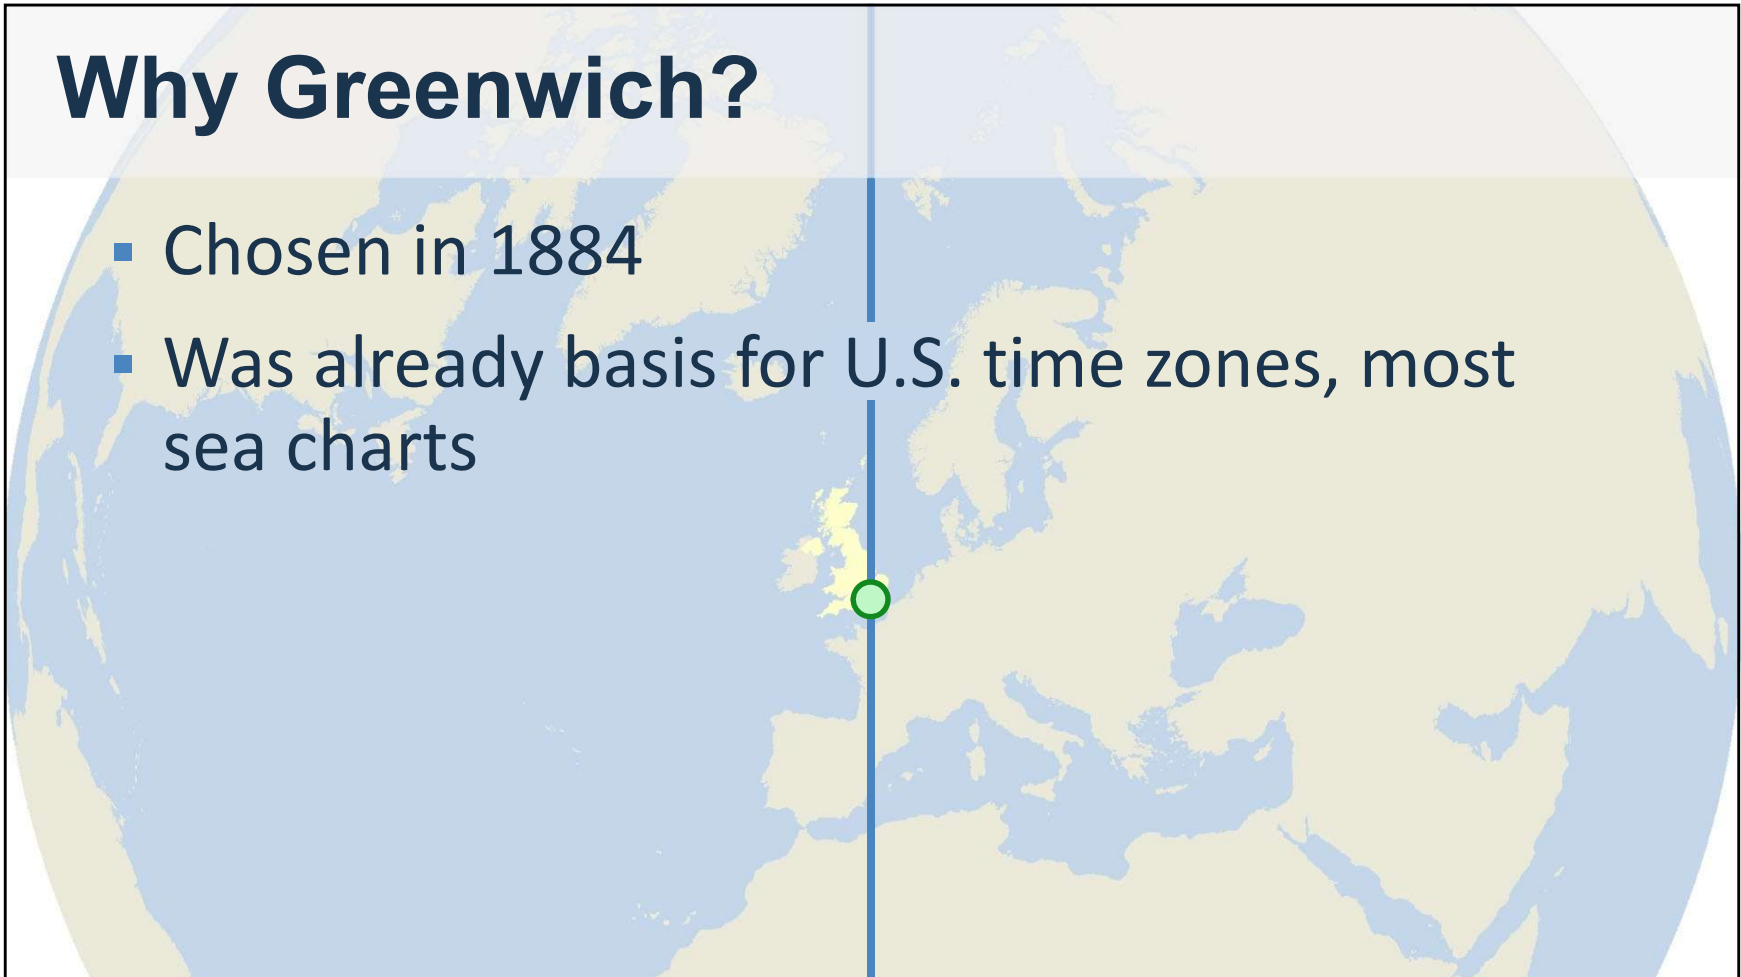 Why Greenwich?
▪ Chosen in 1884
▪ Was already basis for U.S. time zones, most
sea charts